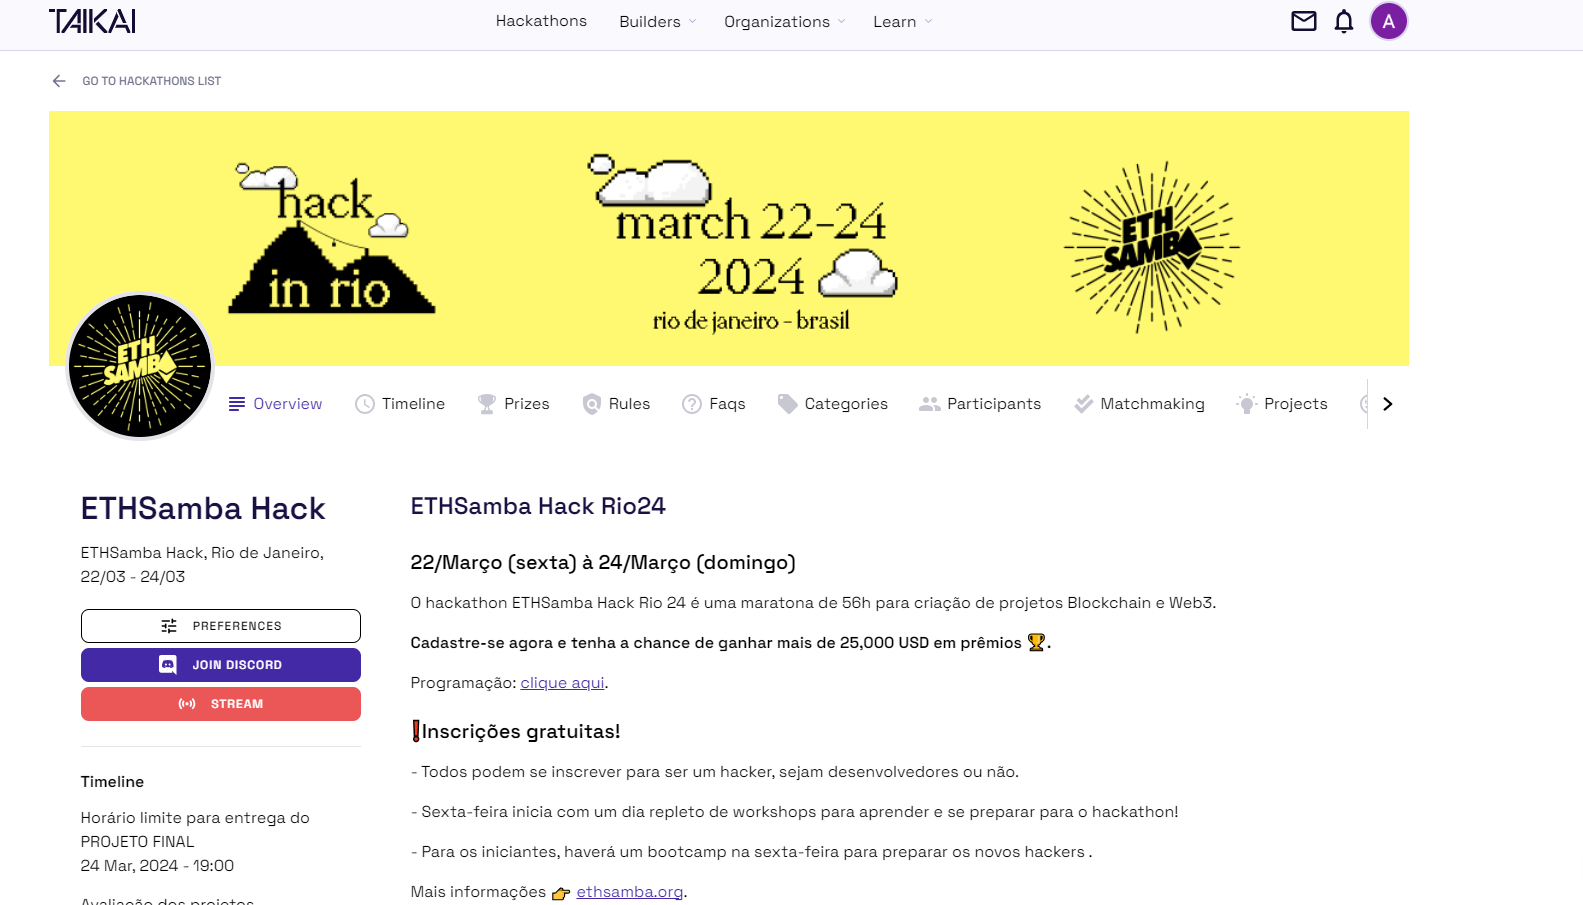 TAIKAI
Hackathons
Builders
Organizations
Learn
A
GO TO HACKATHONS LIST
hack
in rio
march 22-24
2024
rio de janeiro - brasil
ETH
SAMBA
ETH
SAMBA
Overview
Timeline
Prizes
Rules
Faqs
Categories
Participants
Matchmaking
Projects
ETHSamba Hack
ETHSamba Hack, Rio de Janeiro,
22/03 - 24/03
PREFERENCES
JOIN DISCORD
STREAM
Timeline
Horário limite para entrega do
PROJETO FINAL
24 Mar, 2024 - 19:00
Avaliação dos projetos
ETHSamba Hack Rio24
22/Março (sexta) à 24/Março (domingo)
O hackathon ETHSamba Hack Rio 24 é uma maratona de 56h para criação de projetos Blockchain e Web3.
Cadastre-se agora e tenha a chance de ganhar mais de 25,000 USD em prêmios 🏆.
Programação: clique aqui.
❗Inscrições gratuitas!
- Todos podem se inscrever para ser um hacker, sejam desenvolvedores ou não.
- Sexta-feira inicia com um dia repleto de workshops para aprender e se preparar para o hackathon!
- Para os iniciantes, haverá um bootcamp na sexta-feira para preparar os novos hackers .
Mais informações 👉 ethsamba.org.